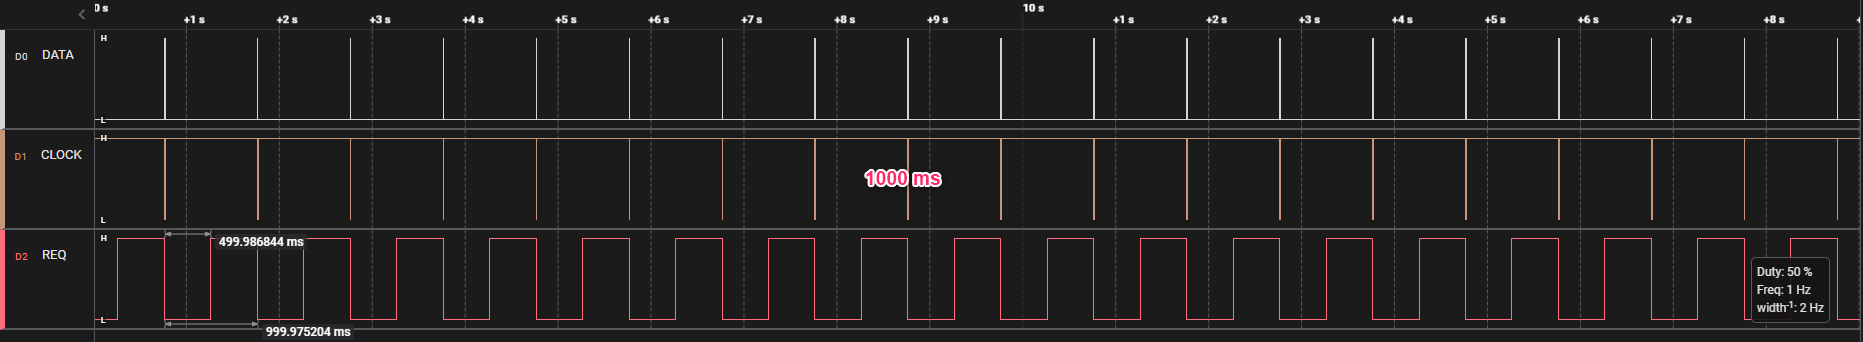 0 s
10 s
+1 s +2 s +3 s +4 s +5 s +6 s +7 s +8 s +9 s +1 s +2 s +3 s +4 s +5 s +6 s +7 s +8 s
H
D0 DATA
L
H
D1 CLOCK
1000 ms
L
H
499.986844 ms
D2 REQ
Duty: 50 %
Freq: 1 Hz
width⁻¹: 2 Hz
L
999.975204 ms